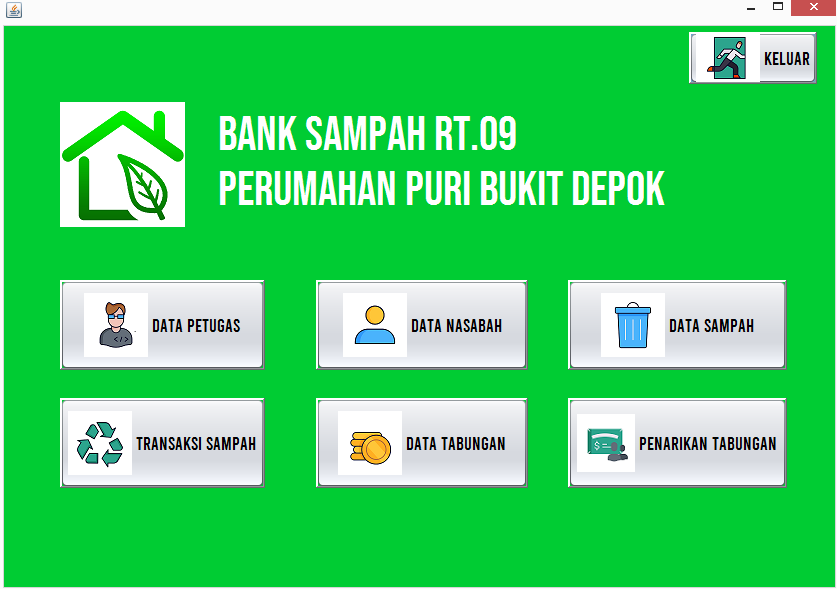 KELUAR
BANK SAMPAH RT.09
PERUMAHAN PURI BUKIT DEPOK
DATA PETUGAS
DATA NASABAH
DATA SAMPAH
TRANSAKSI SAMPAH
DATA TABUNGAN
PENARIKAN TABUNGAN